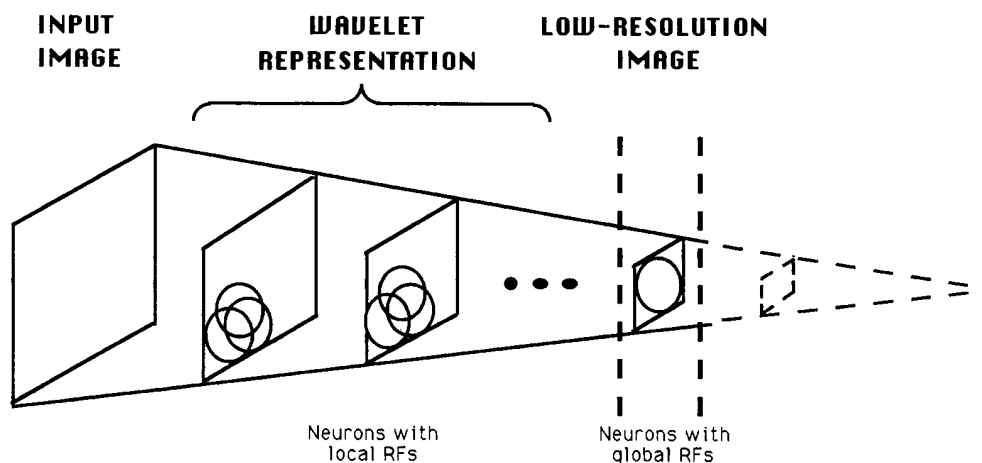 INPUT
IMAGE
WAVELET
REPRESENTATION
LOW-RESOLUTION
IMAGE
Neurons with
local RFs
Neurons with
global RFs